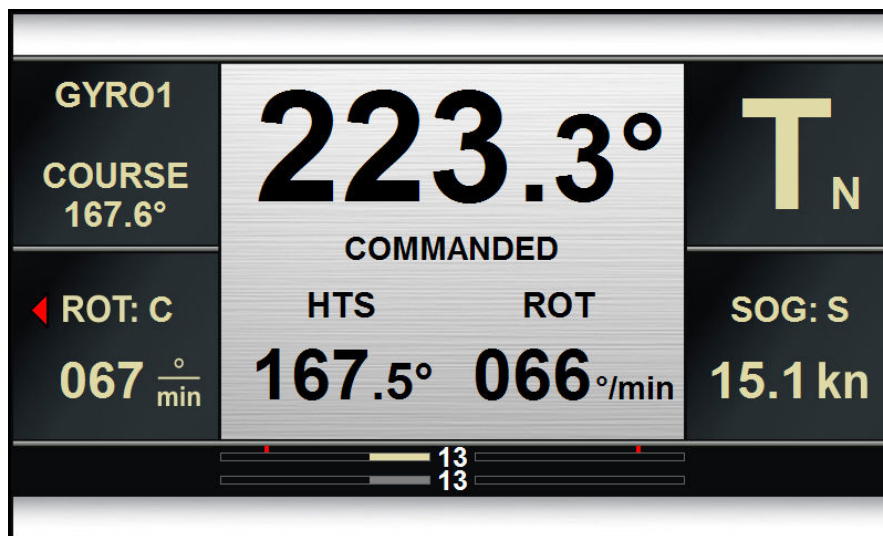 GYRO1
COURSE
167.6°
223.3°
COMMANDED
HTS
167.5°
ROT
066°/min
T N
ROT: C
067 °/min
SOG: S
15.1 kn
13
13